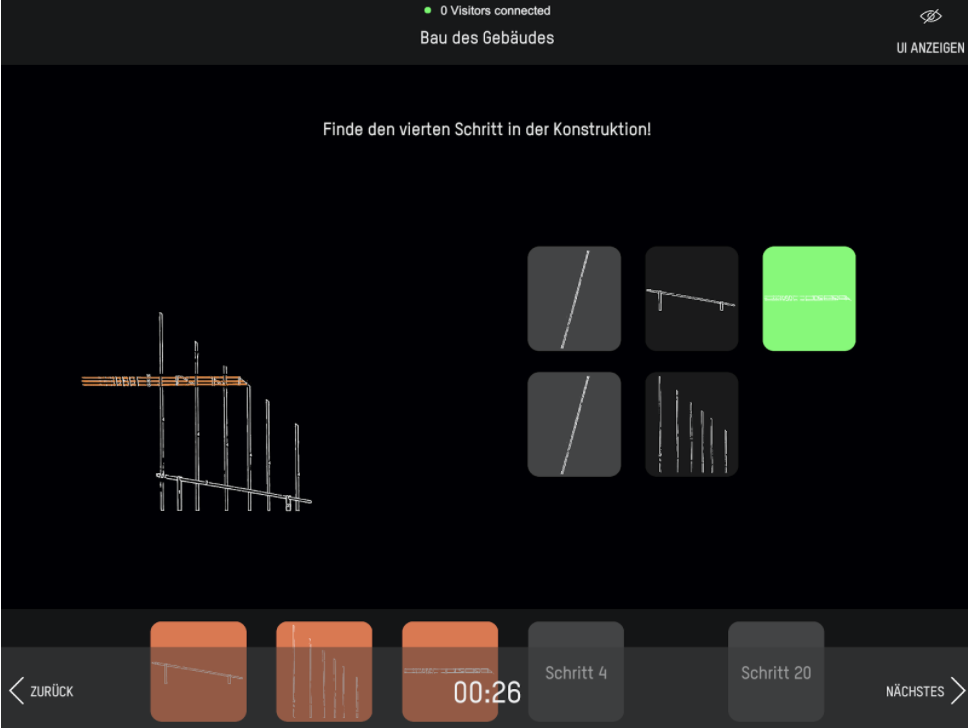 0 Visitors connected
Bau des Gebäudes
UI ANZEIGEN
Finde den vierten Schritt in der Konstruktion!
Schritt 4
Schritt 20
ZURÜCK
00:26
NÄCHSTES